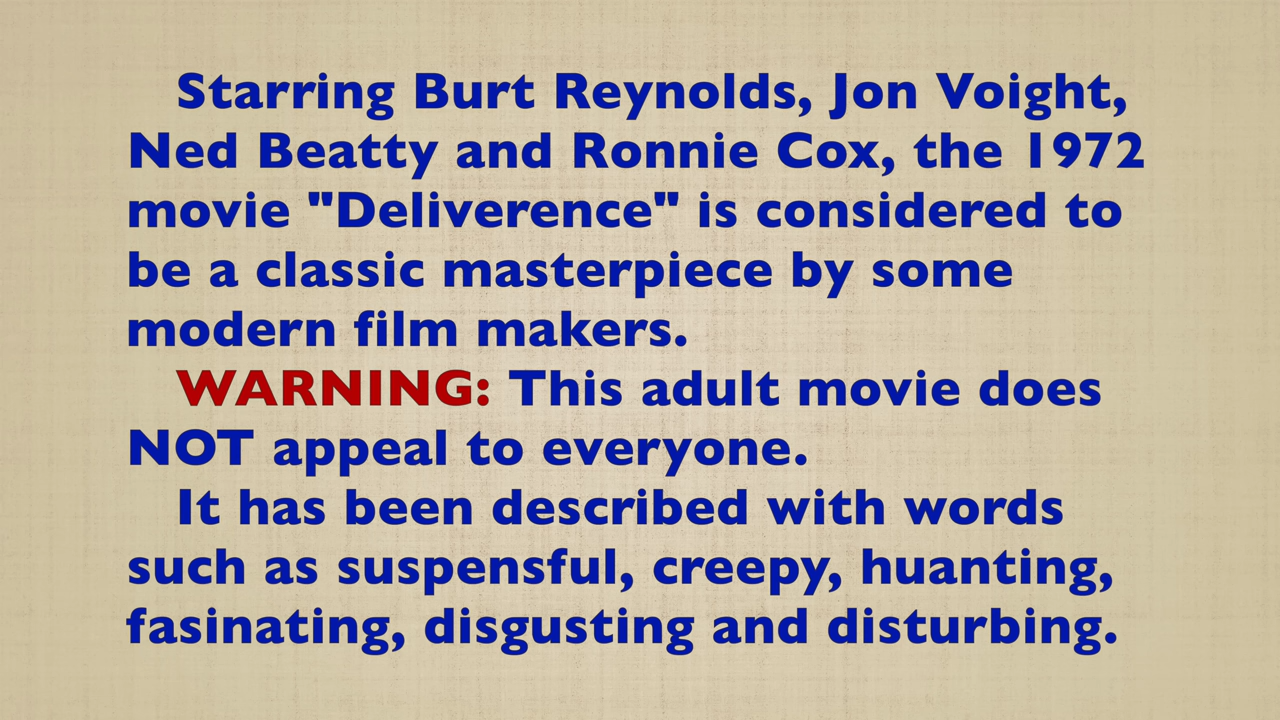 Starring Burt Reynolds, Jon Voight,
Ned Beatty and Ronnie Cox, the 1972
movie "Deliverence" is considered to
be a classic masterpiece by some
modern film makers.
WARNING: This adult movie does
NOT appeal to everyone.
It has been described with words
such as suspensful, creepy, huanting,
fasinating, disgusting and disturbing.